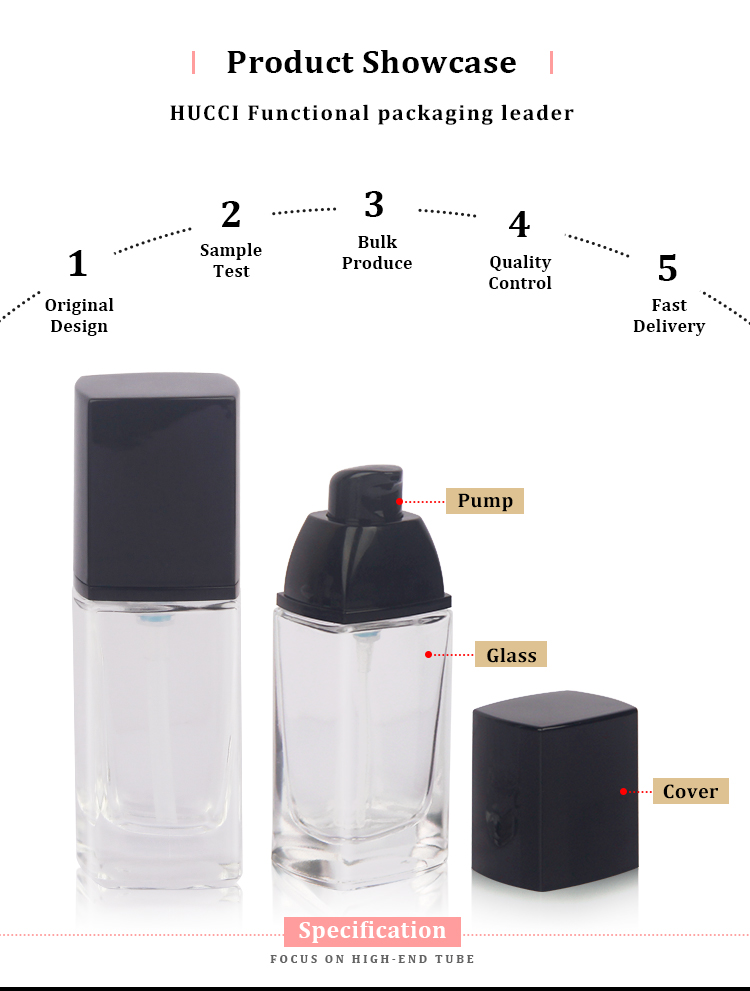 Product Showcase
HUCCI Functional packaging leader
1
Original
Design
2
Sample
Test
3
Bulk
Produce
4
Quality
Control
5
Fast
Delivery
Pump
Glass
Cover
Specification
FOCUS ON HIGH-END TUBE